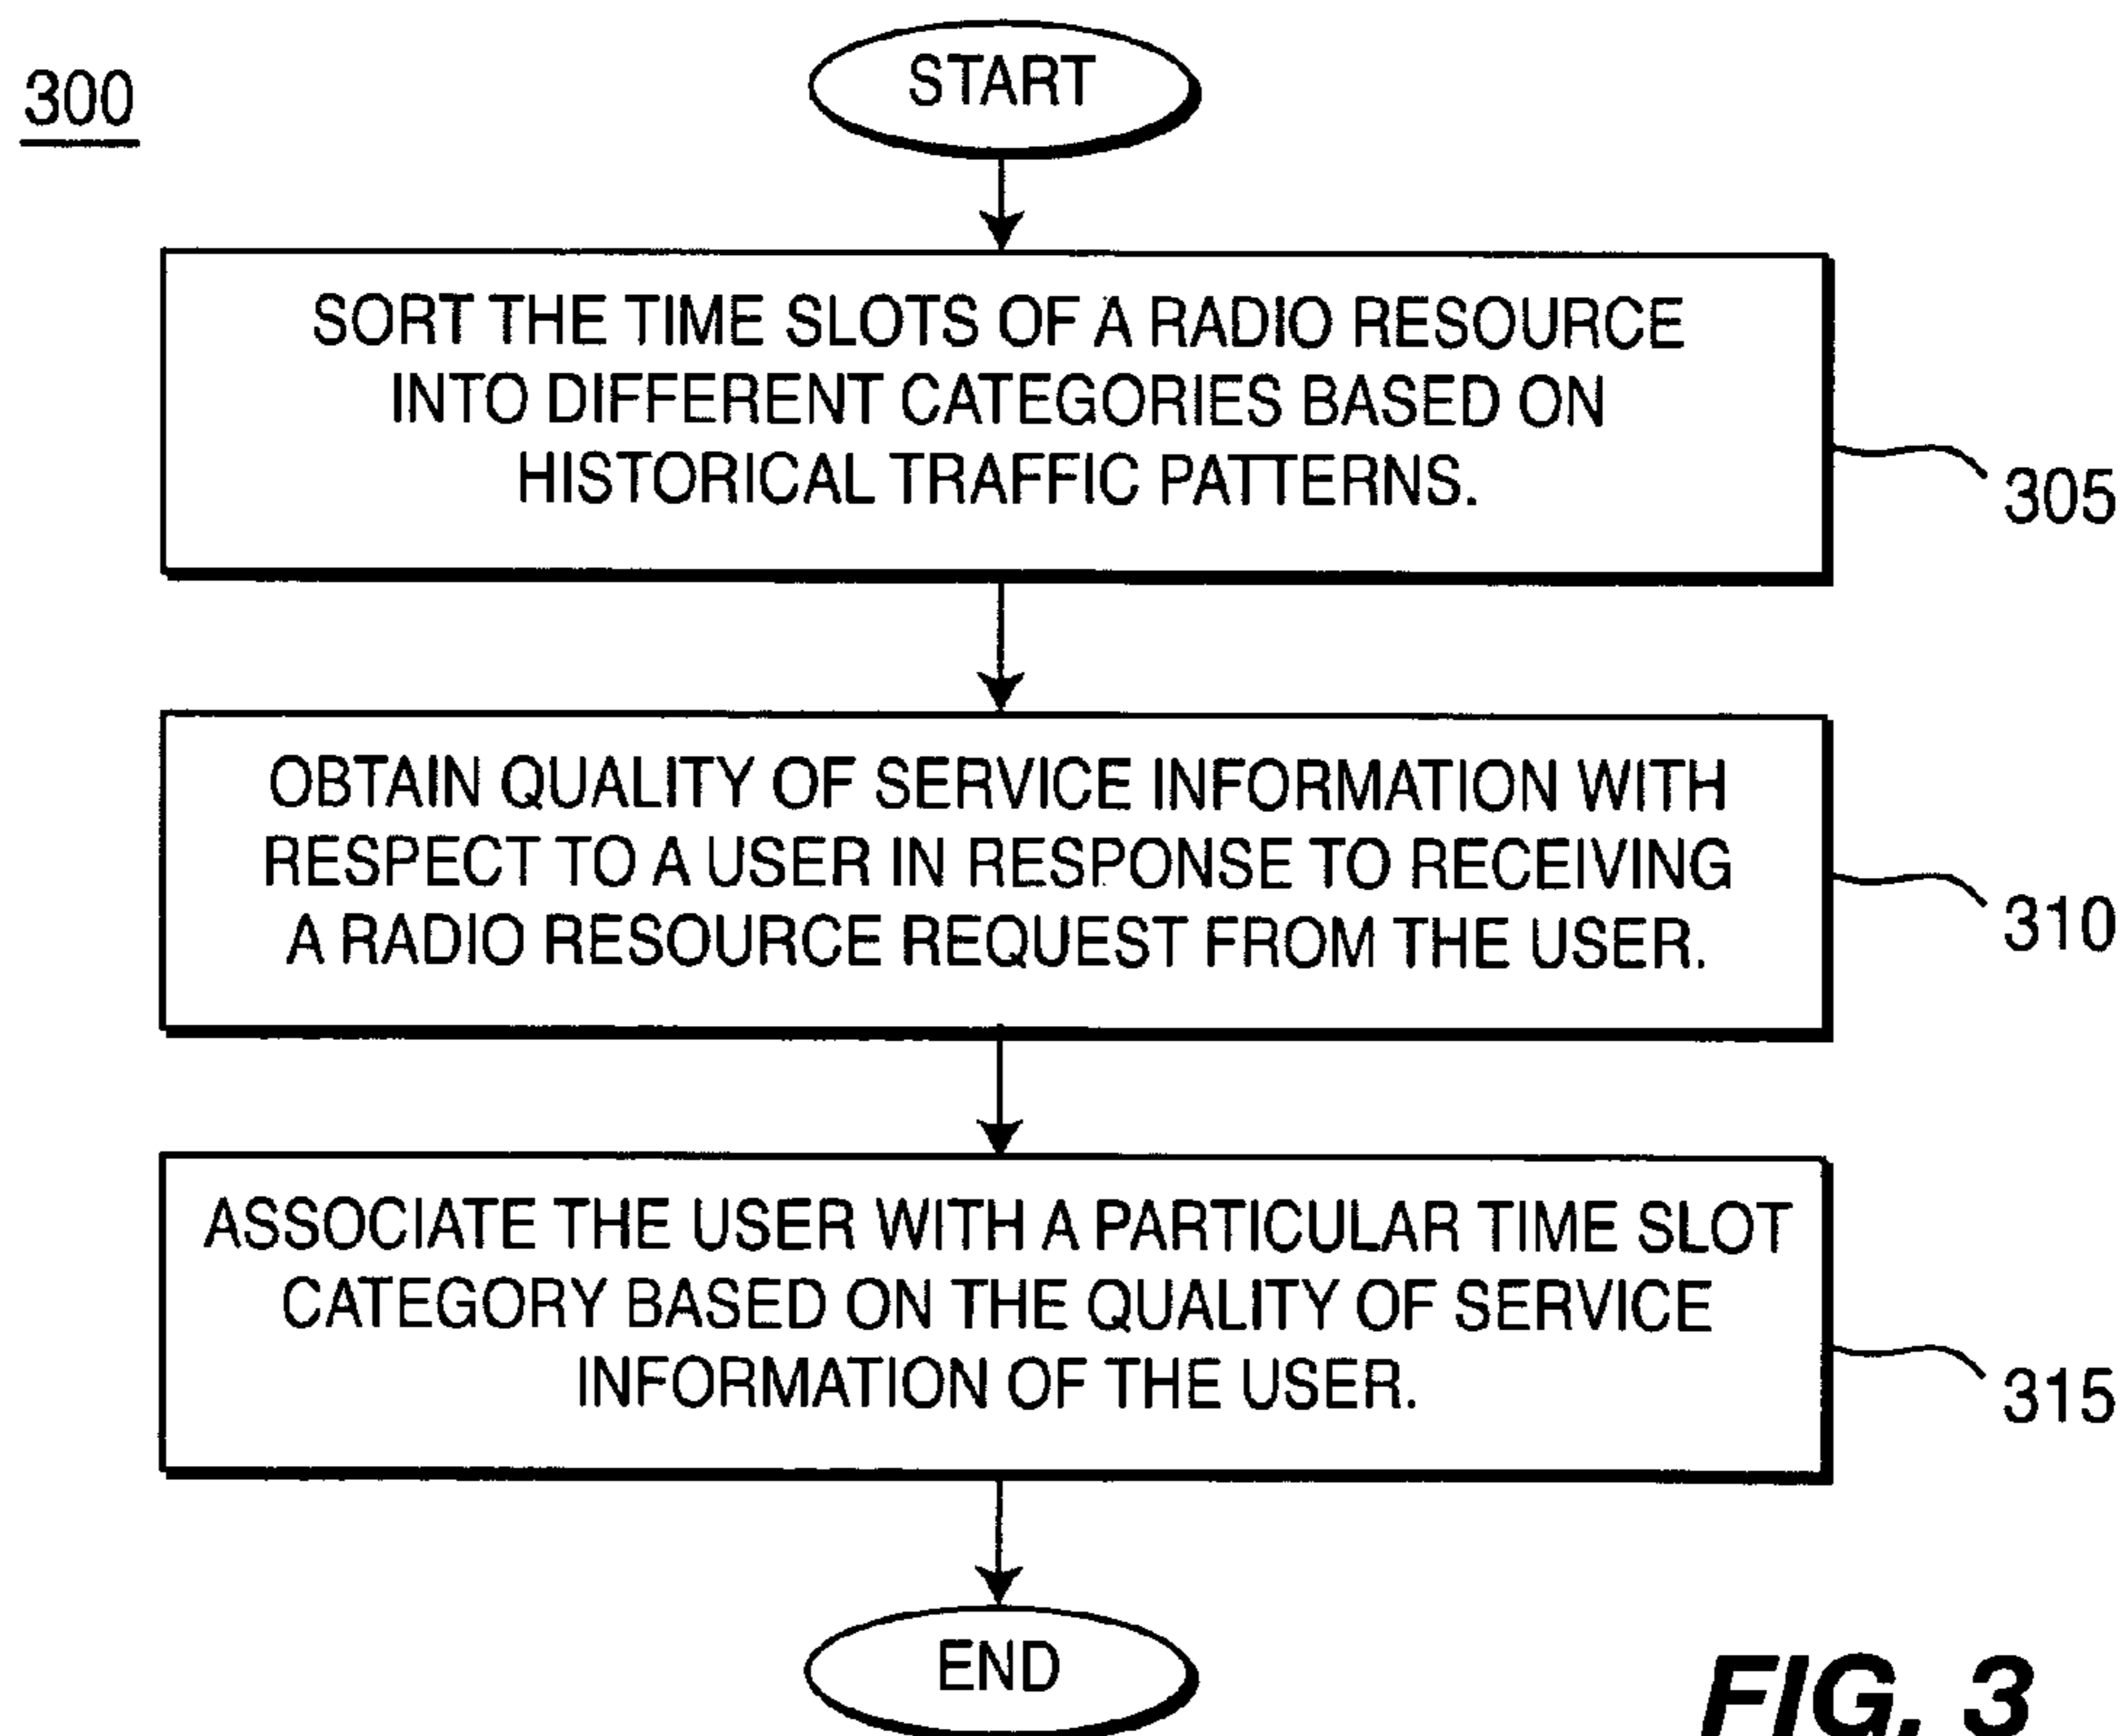 300
START
SORT THE TIME SLOTS OF A RADIO RESOURCE
INTO DIFFERENT CATEGORIES BASED ON
HISTORICAL TRAFFIC PATTERNS.
305
OBTAIN QUALITY OF SERVICE INFORMATION WITH
RESPECT TO A USER IN RESPONSE TO RECEIVING
A RADIO RESOURCE REQUEST FROM THE USER.
310
ASSOCIATE THE USER WITH A PARTICULAR TIME SLOT
CATEGORY BASED ON THE QUALITY OF SERVICE
INFORMATION OF THE USER.
315
END
FIG. 3